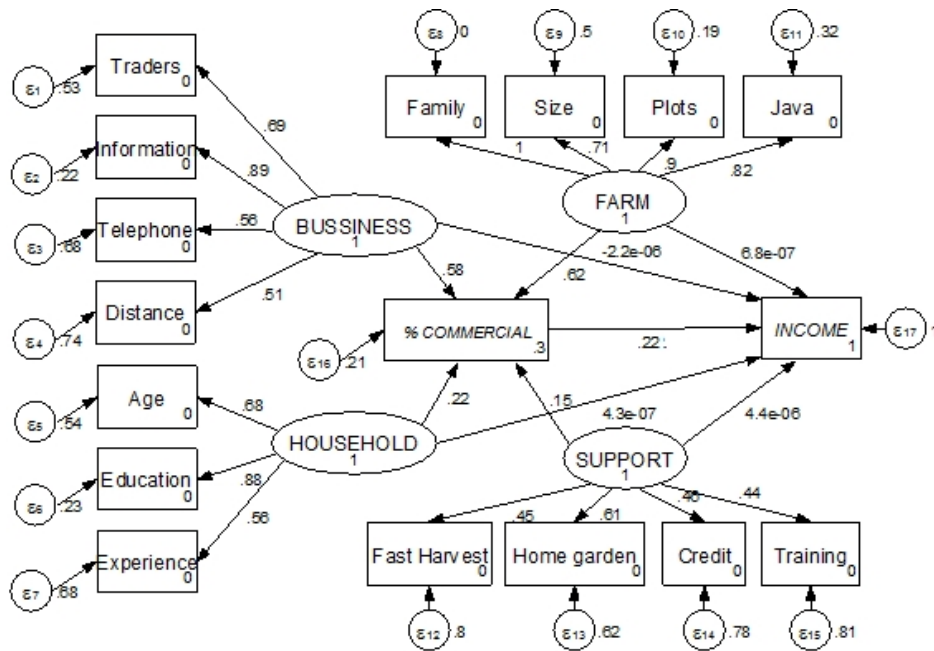 ε8 0
ε9 .5
ε10 .19
ε11 .32
Family 0
Size 0
Plots 0
Java 0
1
.71
.9
.82
FARM
1
ε1 .53
Traders 0
.69
ε2 .22
Information 0
.89
ε3 .68
Telephone 0
.56
ε4 .74
Distance 0
.51
BUSSINESS
1
.58
.62
-2.2e-06
6.8e-07
% COMMERCIAL
.3
ε16 .21
.22
INCOME
1
ε17
ε5 .54
Age 0
.68
ε6 .23
Education 0
.88
ε7 .68
Experience 0
.56
HOUSEHOLD
1
.22
.15
4.3e-07
4.4e-06
SUPPORT
1
.45
.61
.46
.44
Fast Harvest 0
Home garden 0
Credit 0
Training 0
ε12 .8
ε13 .62
ε14 .78
ε15 .81